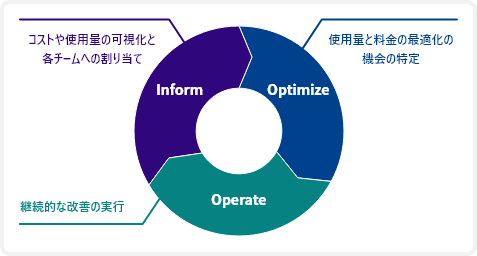 コストや使用量の可視化と
各チームへの割り当て
使用量と料金の最適化の
機会の特定
Inform
Optimize
Operate
継続的な改善の実行